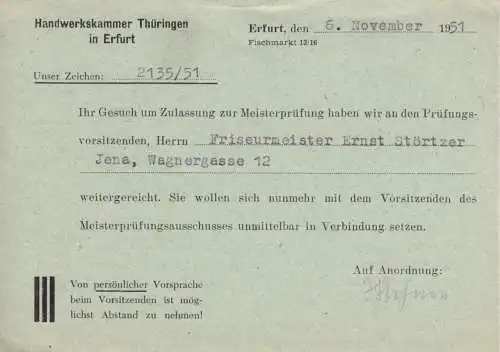 Handwerkskammer Thüringen
in Erfurt
Erfurt, den 6. November 1951
Fischmarkt 13/16
Unser Zeichen: 2135/51
Ihr Gesuch um Zulassung zur Meisterprüfung haben wir an den Prüfungs-
vorsitzenden, Herrn Friseurmeister Ernst Störtzer
Jena, Wagnergasse 12
weitergereicht. Sie wollen sich nunmehr mit dem Vorsitzenden des
Meisterprüfungsausschusses unmittelbar in Verbindung setzen.
Auf Anordnung:
Von persönlicher Vorsprache
beim Vorsitzenden ist mög-
lichst Abstand zu nehmen!